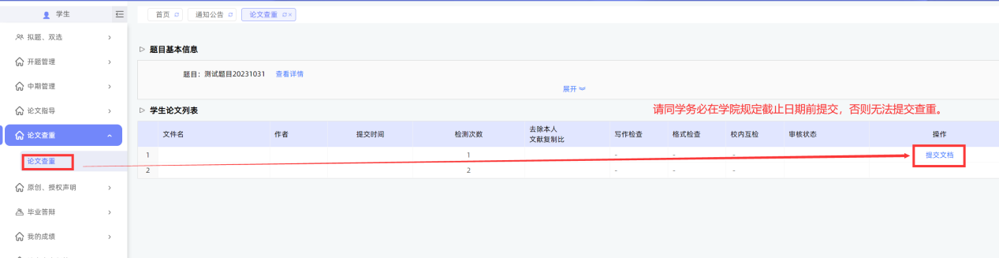 学生
首页
通知公告
论文查重
拟题、双选
开题管理
中期管理
论文指导
论文查重
论文查重
原创、授权声明
毕业答辩
我的成绩
题目基本信息
题目：测试题目20231031 查看详情
展开
学生论文列表
请同学务必在学院规定截止日期前提交，否则无法提交查重。
文件名 作者 提交时间 检测次数 去除本人文献复制比 写作检查 格式检查 校内互检 审核状态 操作
1 1 - - - 提交文档
2 2 - - -